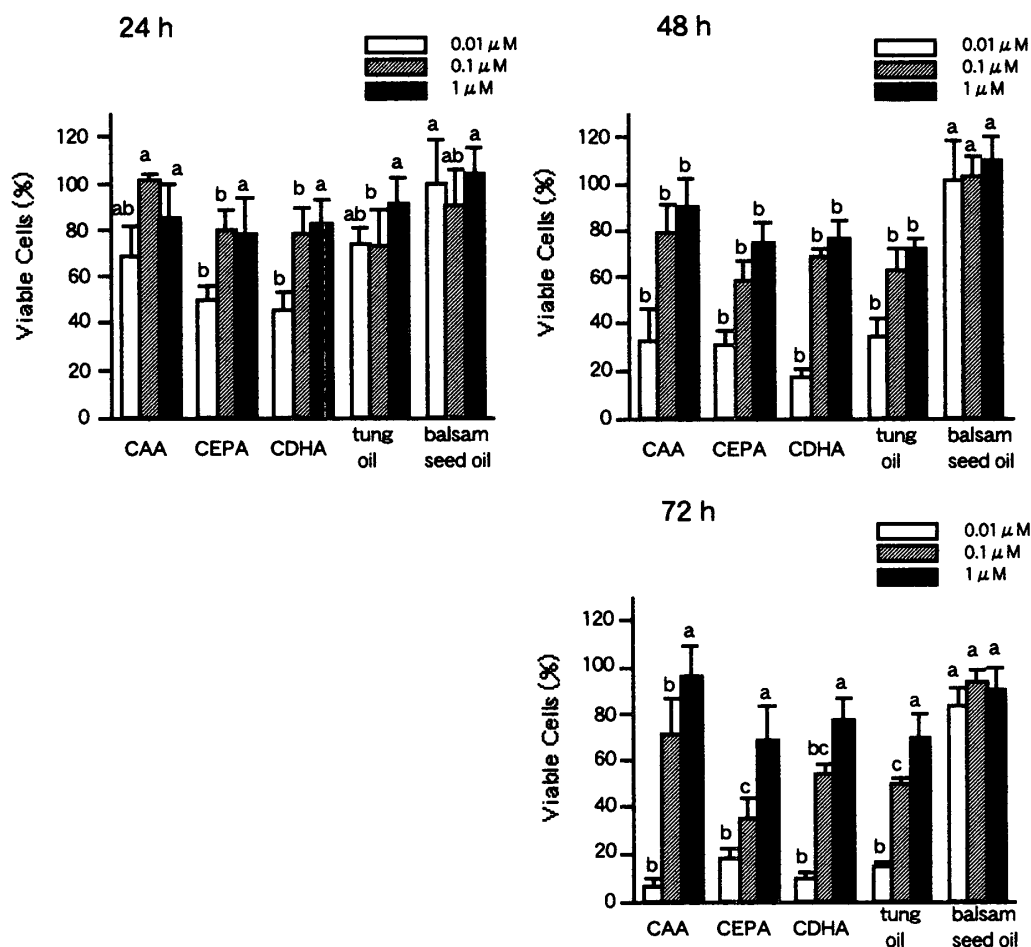 24 h
0.01 μM
0.1 μM
1 μM
Viable Cells (%)
120
100
80
60
40
20
0
ab a a
b b a
b b a
ab b a
a ab a
CAA CEPA CDHA tung oil balsam seed oil
48 h
0.01 μM
0.1 μM
1 μM
Viable Cells (%)
120
100
80
60
40
20
0
b b b
b b b
b b b
b b b
a a a
CAA CEPA CDHA tung oil balsam seed oil
72 h
0.01 μM
0.1 μM
1 μM
Viable Cells (%)
120
100
80
60
40
20
0
b b a
b c a
b bc a
b c a
a a a
CAA CEPA CDHA tung oil balsam seed oil